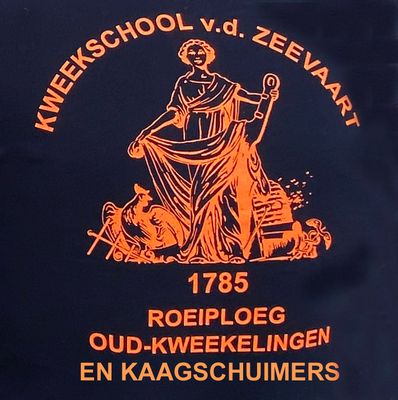 KWEEKSCHOOL v.d. ZEEVAART
1785
ROEIPLOEG
OUD-KWEEKELINGEN
EN KAAGSCHUIMERS